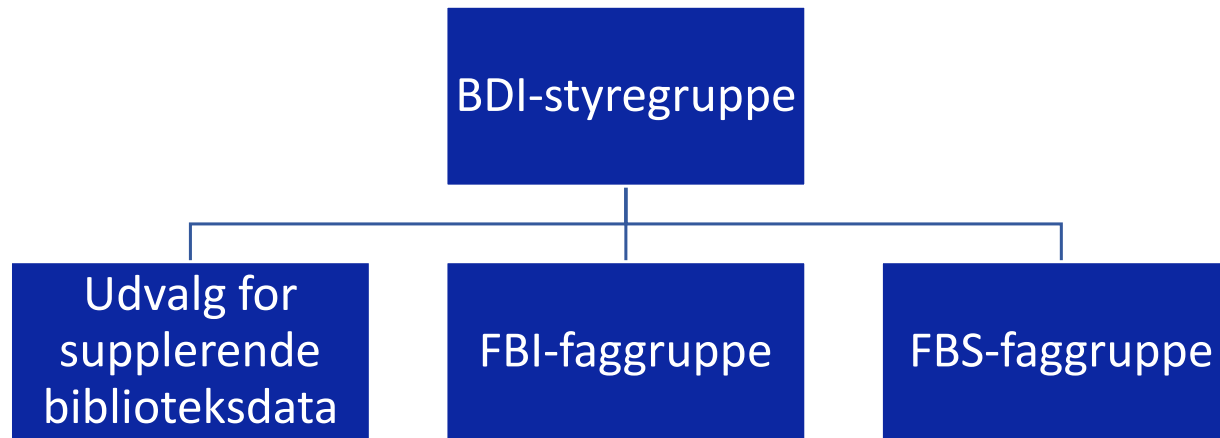 BDI-styregruppe
Udvalg for
supplerende
biblioteksdata
FBI-faggruppe
FBS-faggruppe